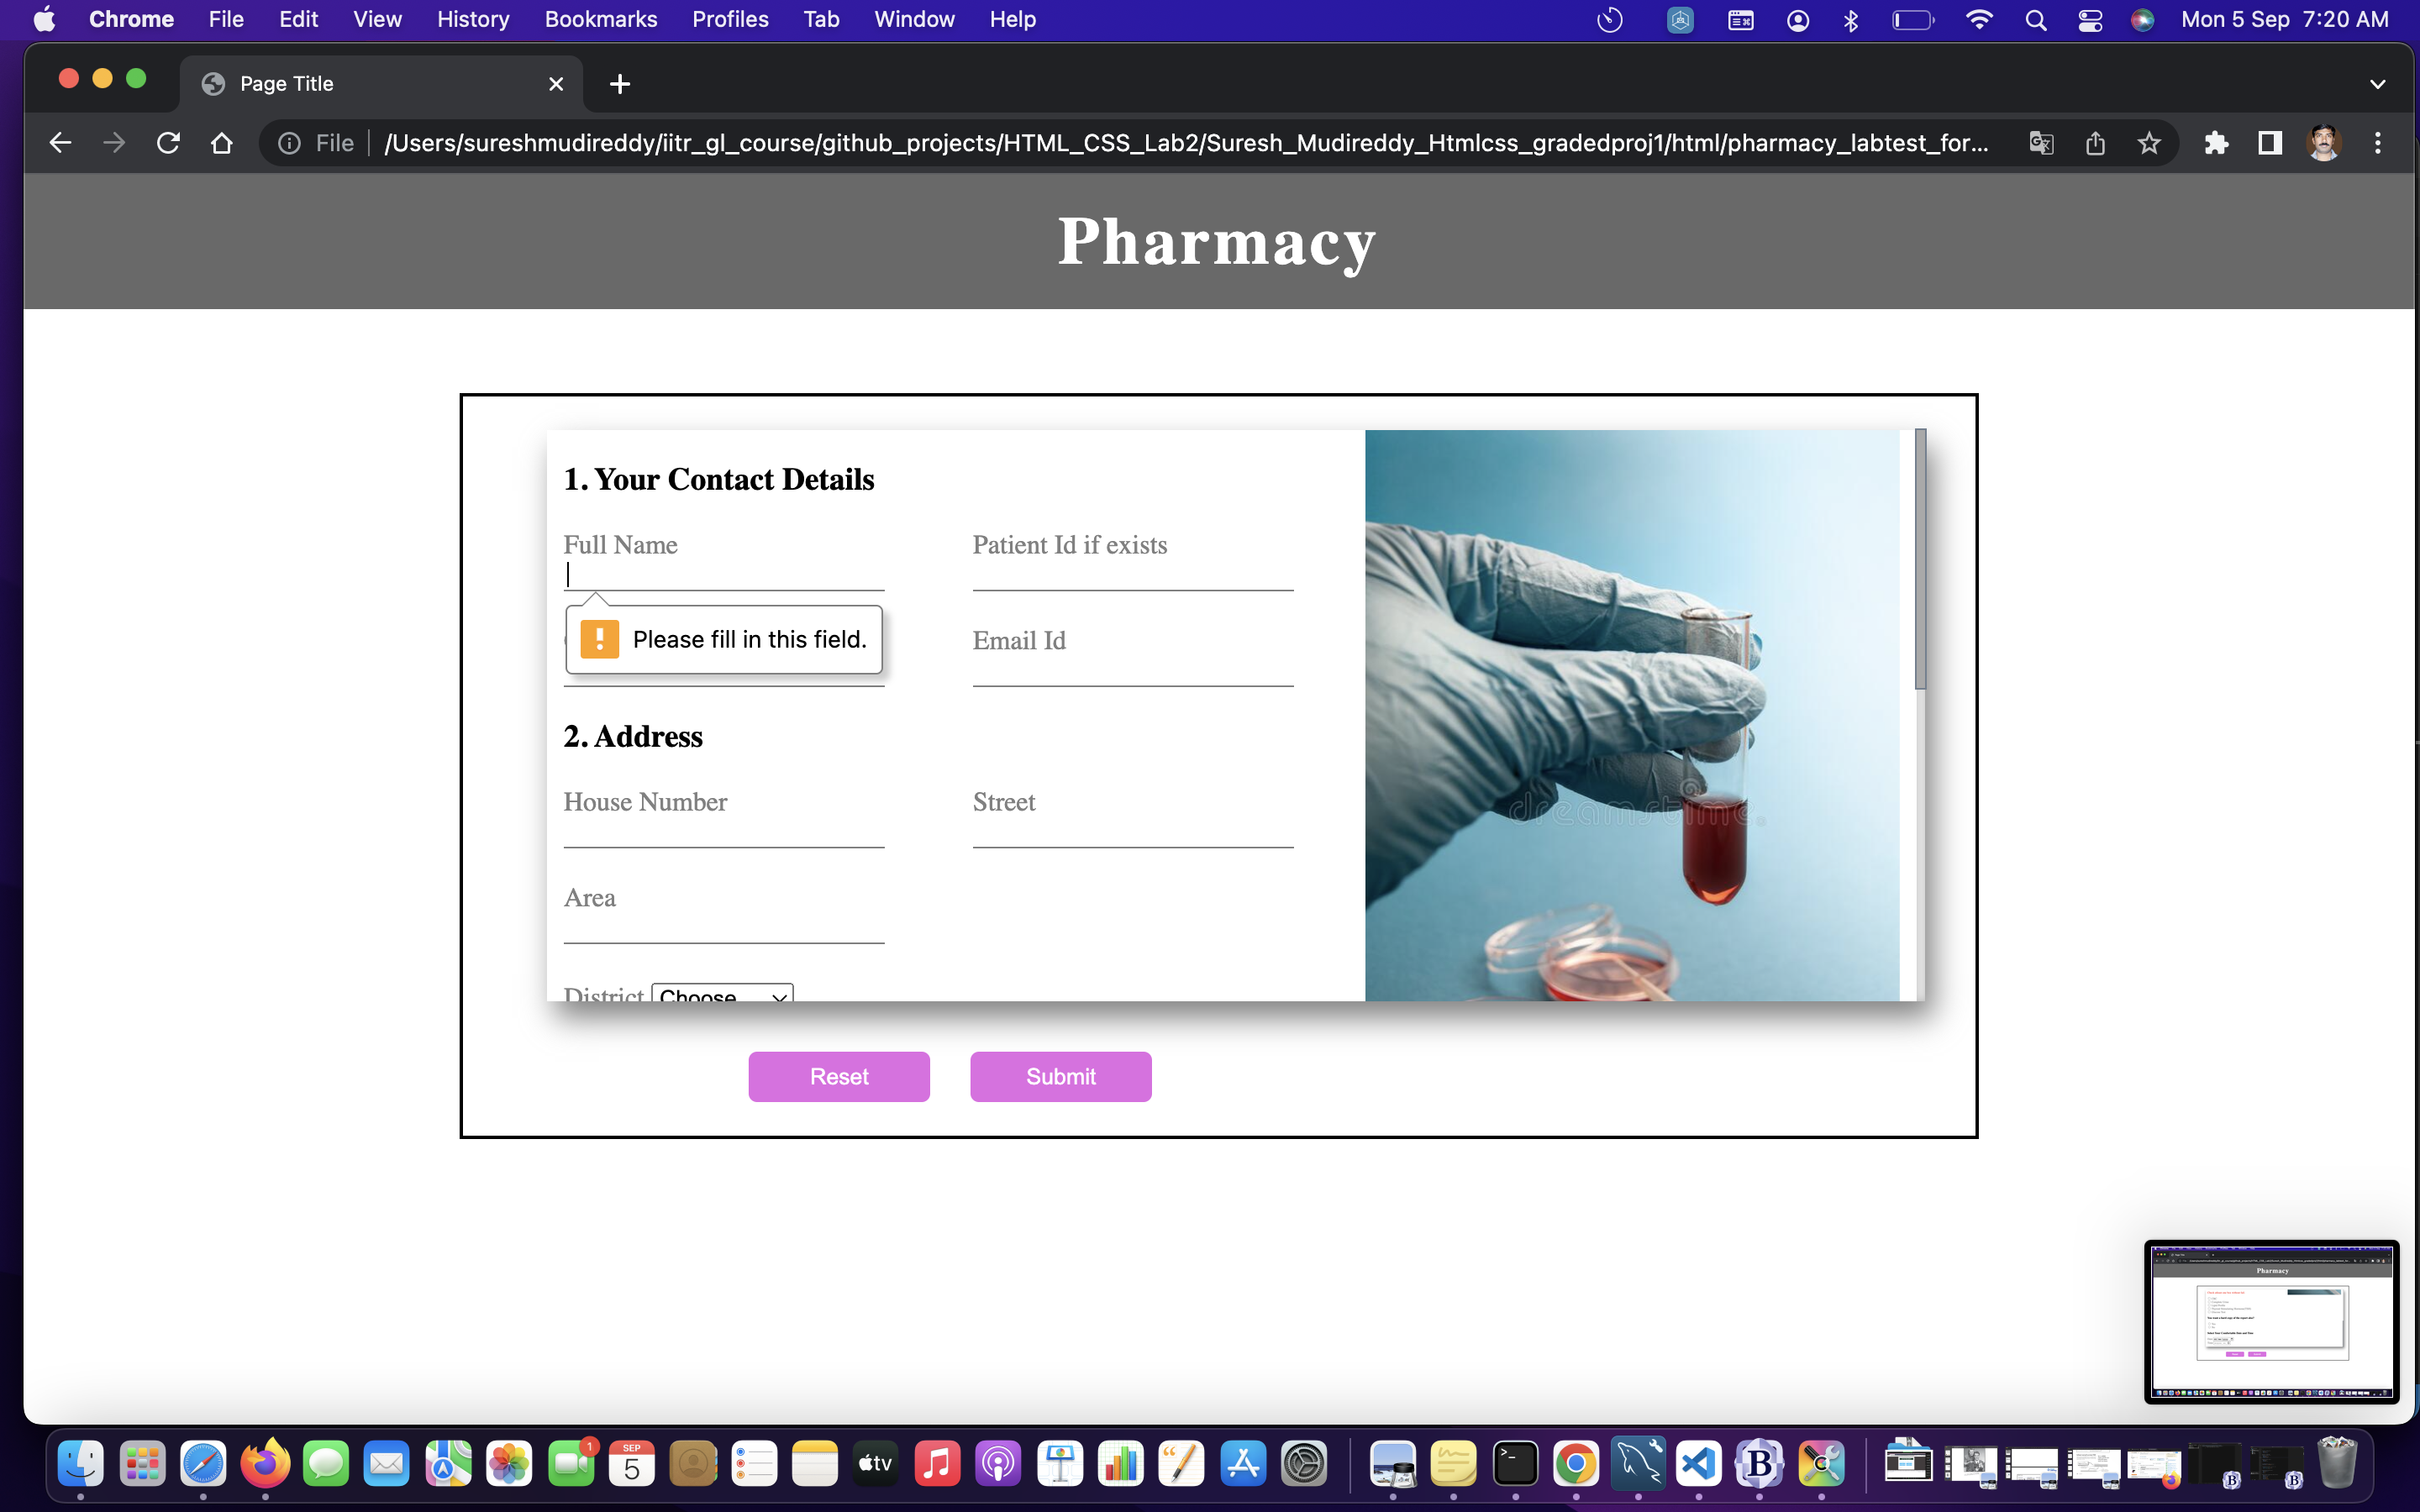 Chrome File Edit View History Bookmarks Profiles Tab Window Help Mon 5 Sep 7:20 AM
Page Title
File /Users/sureshmudireddy/iitr_gl_course/github_projects/HTML_CSS_Lab2/Suresh_Mudireddy_Htmlcss_gradedproj1/html/pharmacy_labtest_for...
Pharmacy
1. Your Contact Details
Full Name Patient Id if exists
Please fill in this field. Email Id
2. Address
House Number Street
dreamstime.
Area
District Choose
Reset Submit
Pharmacy
1
SEP
5
tv